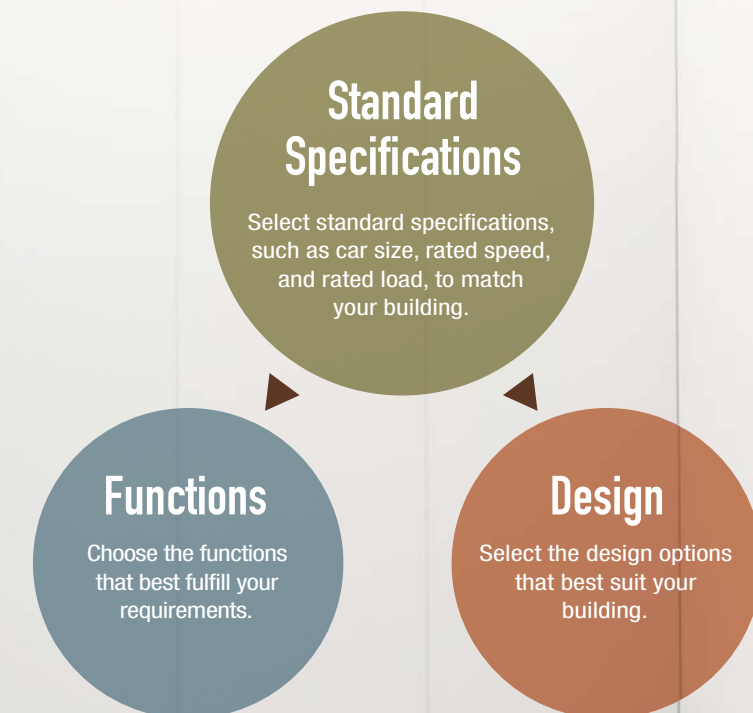 Standard
Specifications
Select standard specifications,
such as car size, rated speed,
and rated load, to match
your building.
Functions
Choose the functions
that best fulfill your
requirements.
Design
Select the design options
that best suit your
building.